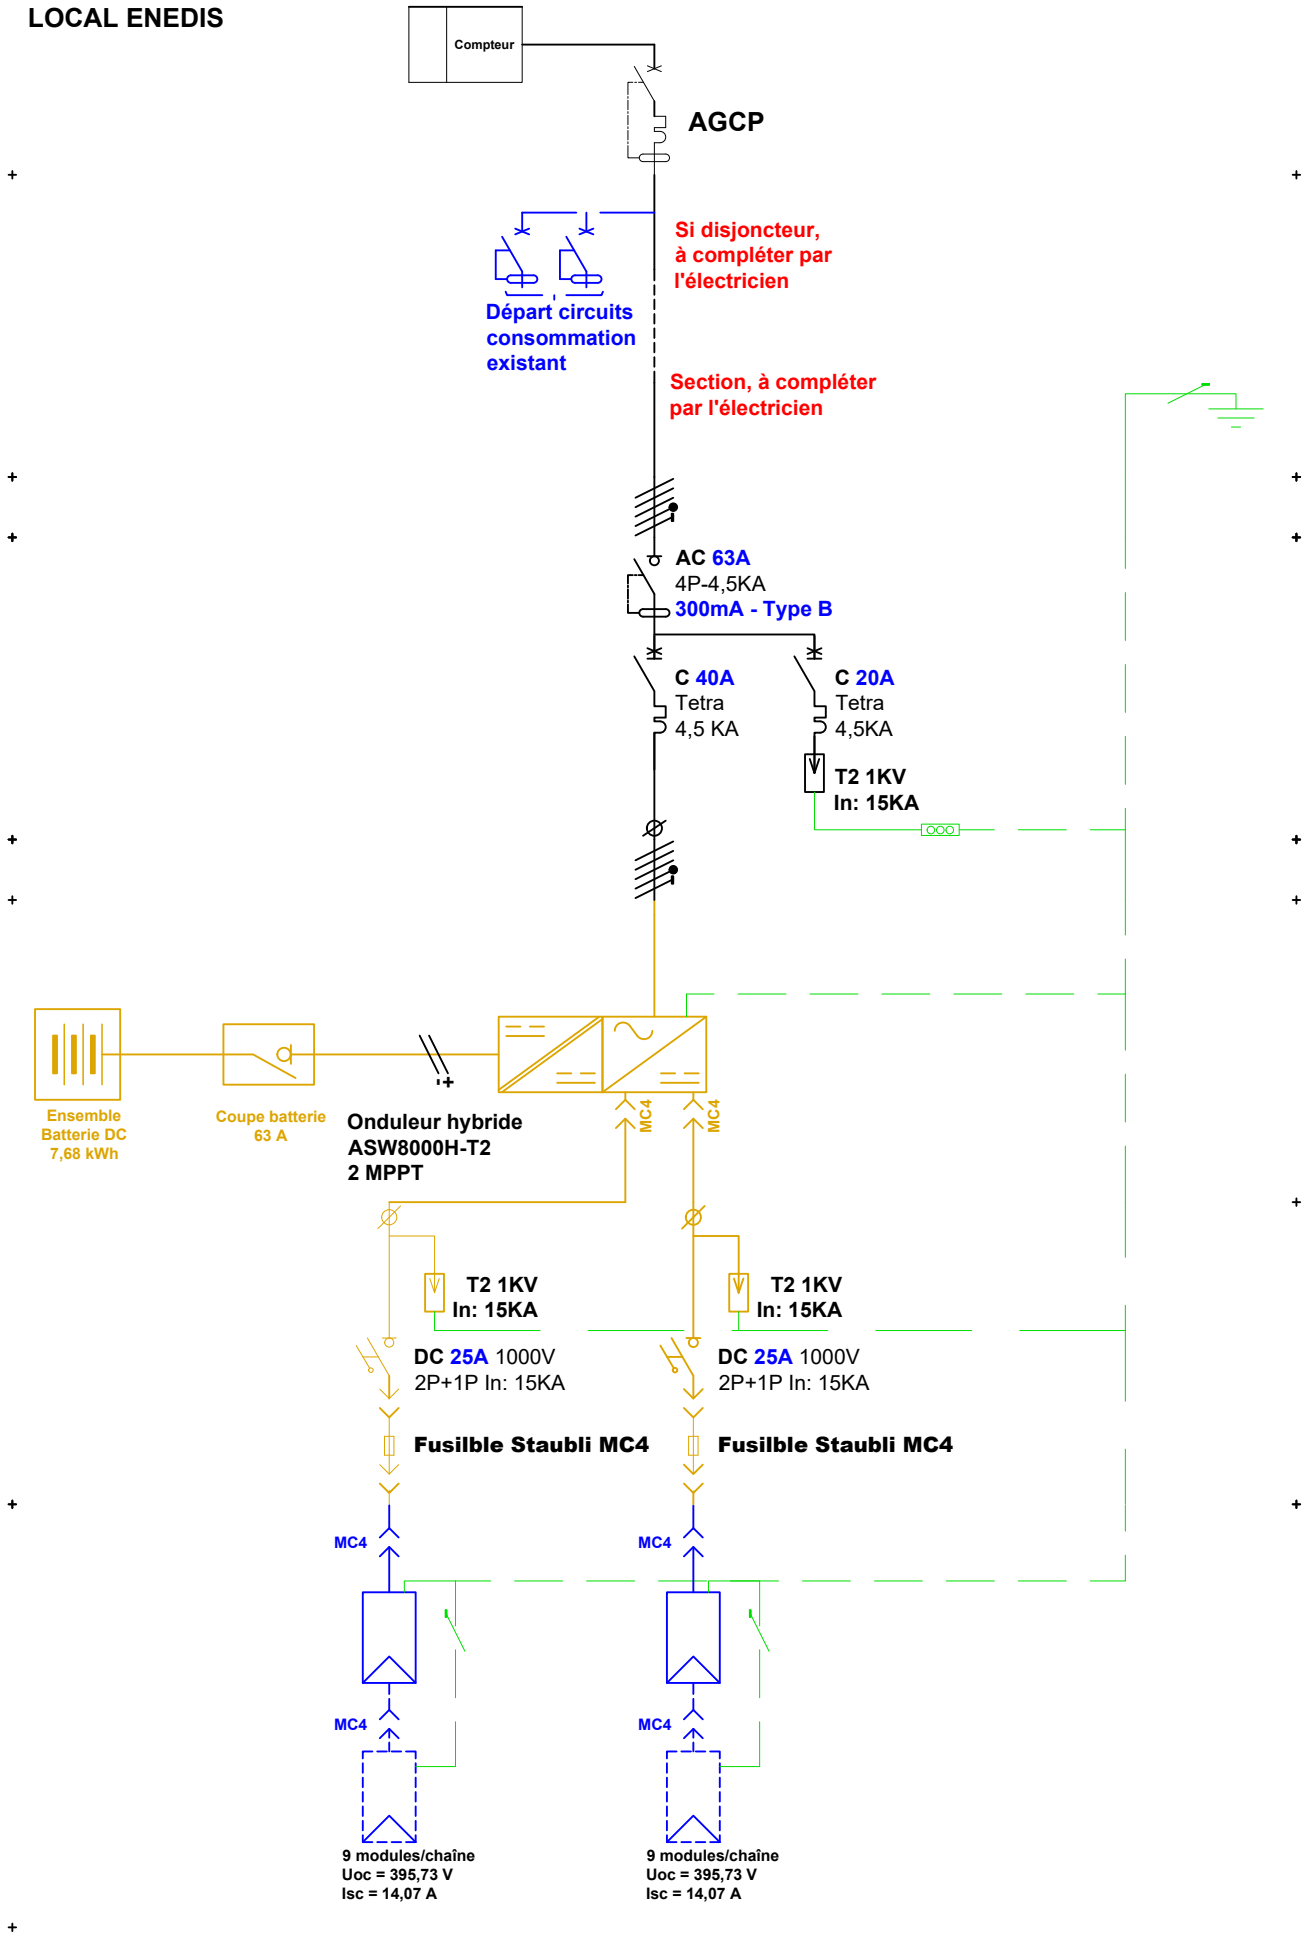 LOCAL ENEDIS
Compteur
AGCP
Si disjoncteur,
à compléter par
l'électricien
Départ circuits
consommation
existant
Section, à compléter
par l'électricien
AC 63A
4P-4,5KA
300mA - Type B
C 40A
Tetra
4,5 KA
C 20A
Tetra
4,5KA
T2 1KV
In: 15KA
Ensemble
Batterie DC
7,68 kWh
Coupe batterie
63 A
Onduleur hybride
ASW8000H-T2
2 MPPT
MC4
MC4
T2 1KV
In: 15KA
T2 1KV
In: 15KA
DC 25A 1000V
2P+1P In: 15KA
DC 25A 1000V
2P+1P In: 15KA
Fusilble Staubli MC4
Fusilble Staubli MC4
MC4
MC4
MC4
MC4
9 modules/chaîne
Uoc = 395,73 V
Isc = 14,07 A
9 modules/chaîne
Uoc = 395,73 V
Isc = 14,07 A